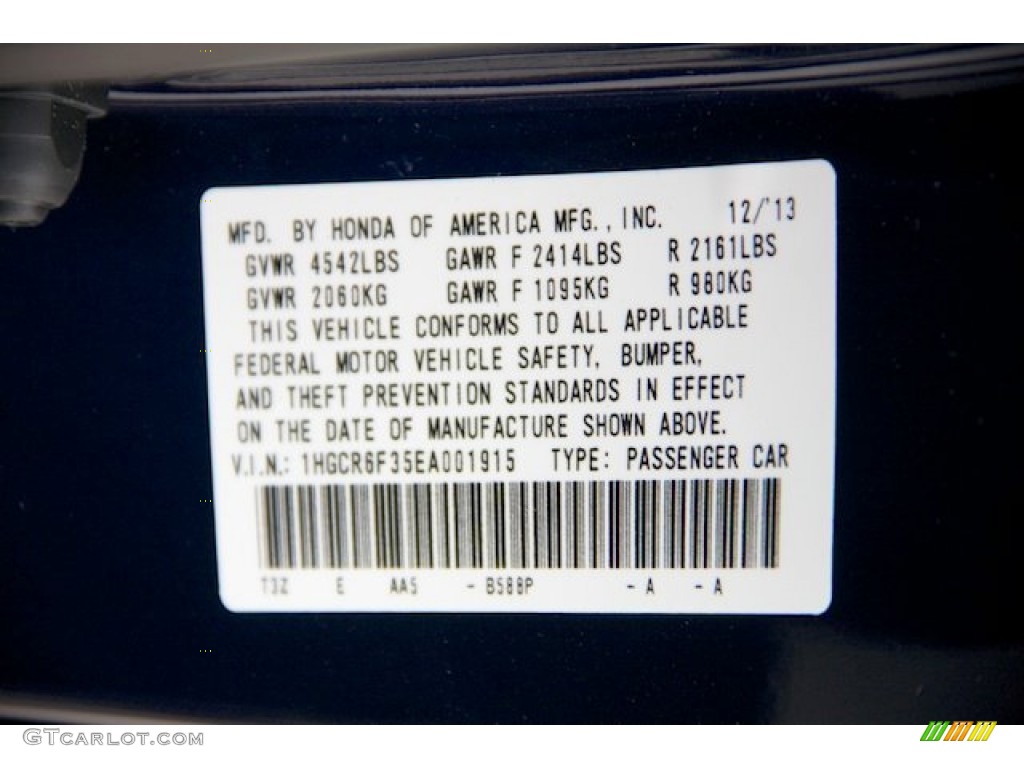 MFD. BY HONDA OF AMERICA MFG., INC. 12/'13
GVWR 4542LBS GAWR F 2414LBS R 2161LBS
GVWR 2060KG GAWR F 1095KG R 980KG
THIS VEHICLE CONFORMS TO ALL APPLICABLE
FEDERAL MOTOR VEHICLE SAFETY, BUMPER,
AND THEFT PREVENTION STANDARDS IN EFFECT
ON THE DATE OF MANUFACTURE SHOWN ABOVE.
V.I.N.: 1HGCR6F35EA001915 TYPE: PASSENGER CAR
T3Z E AA5 - B588P - A - A
GTCARLOT.COM